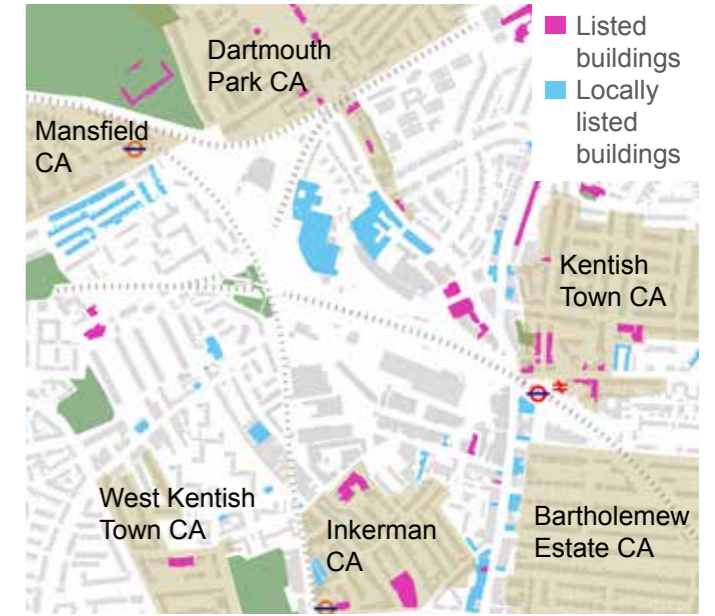 Listed
buildings
Locally
listed
buildings
Dartmouth
Park CA
Mansfield
CA
Kentish
Town CA
West Kentish
Town CA
Inkerman
CA
Bartholemew
Estate CA